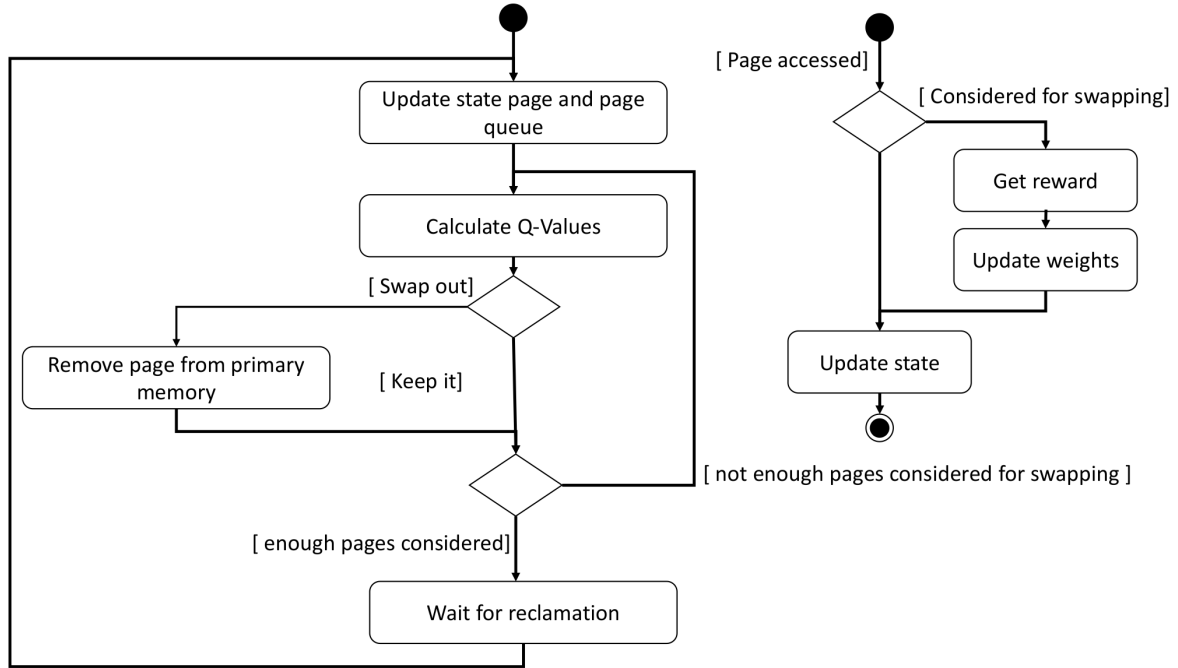 Update state page and page
queue
Calculate Q-Values
[ Swap out]
Remove page from primary
memory
[ Keep it]
[ not enough pages considered for swapping ]
[ enough pages considered]
Wait for reclamation
[ Page accessed]
[ Considered for swapping]
Get reward
Update weights
Update state